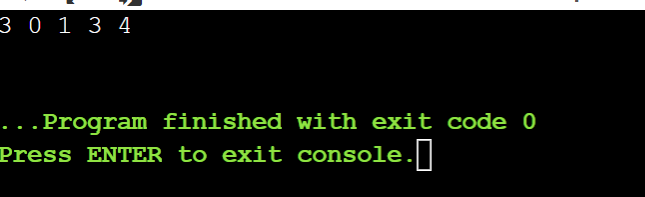 3 0 1 3 4
...Program finished with exit code 0
Press ENTER to exit console.